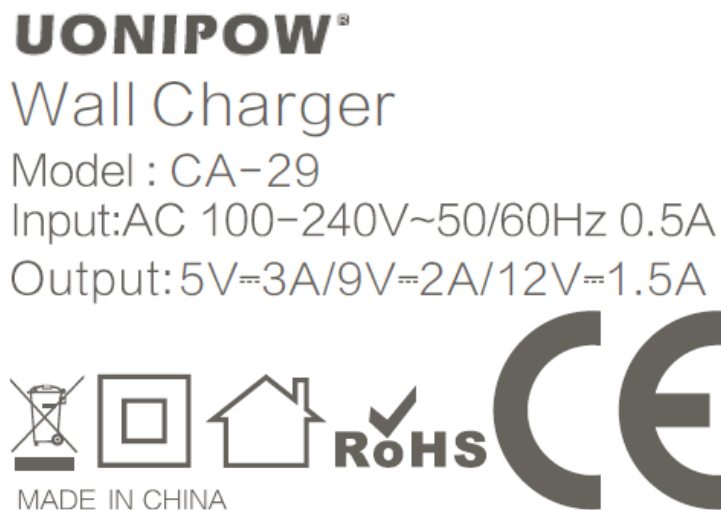 UONIPOW®
Wall Charger
Model : CA-29
Input:AC 100-240V~50/60Hz 0.5A
Output:5V⎓3A/9V⎓2A/12V⎓1.5A
RoHS
CE
MADE IN CHINA